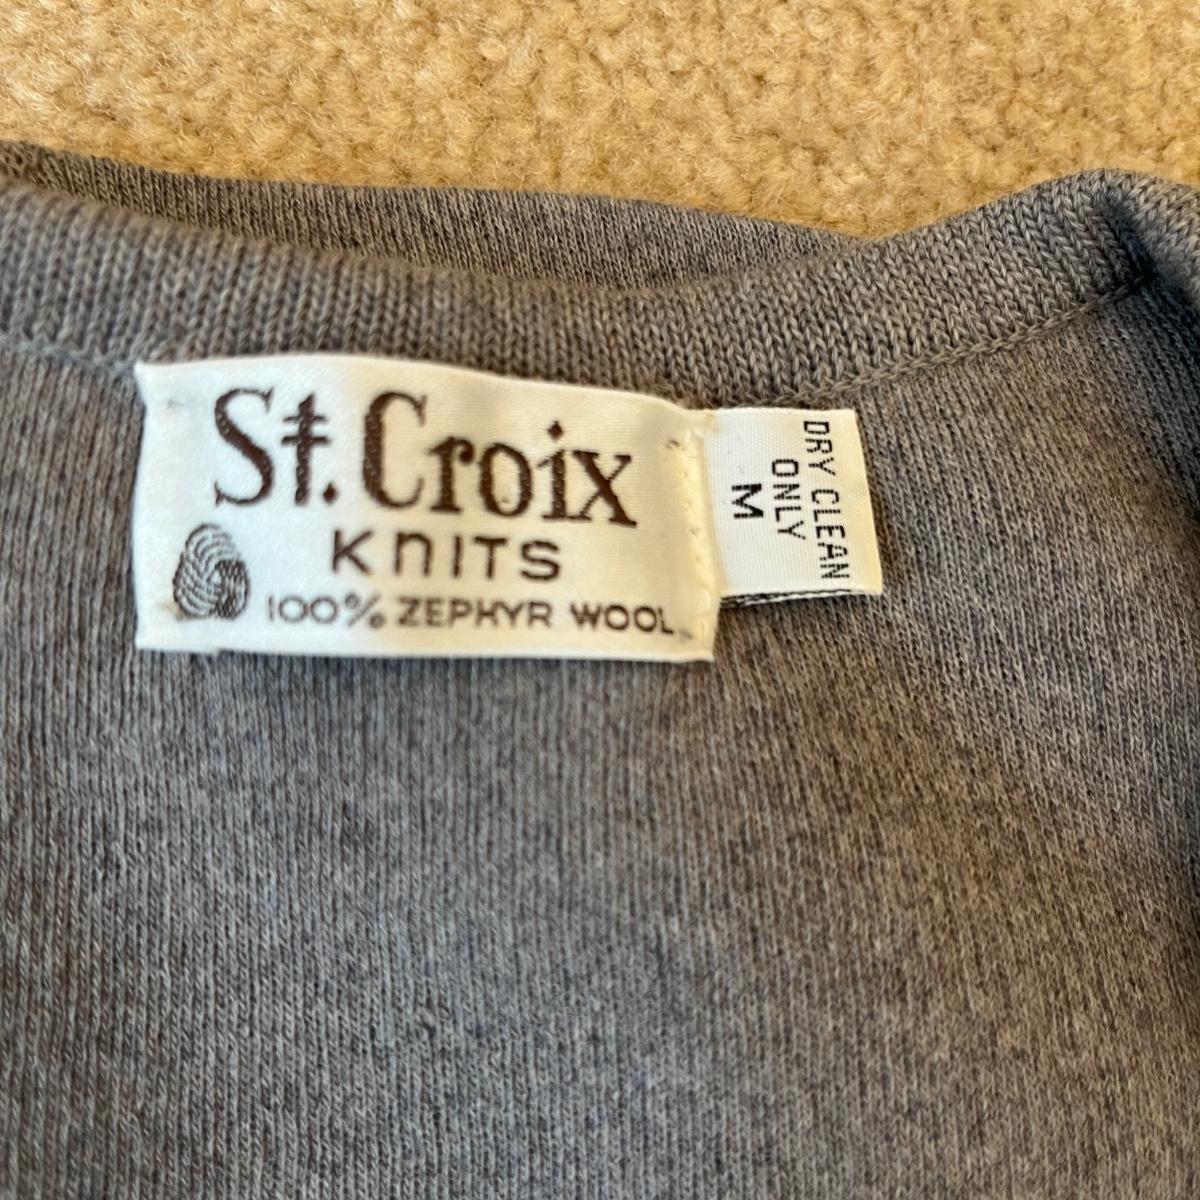 St. Croix
KNITS
100% ZEPHYR WOOL
DRY CLEAN
ONLY
M